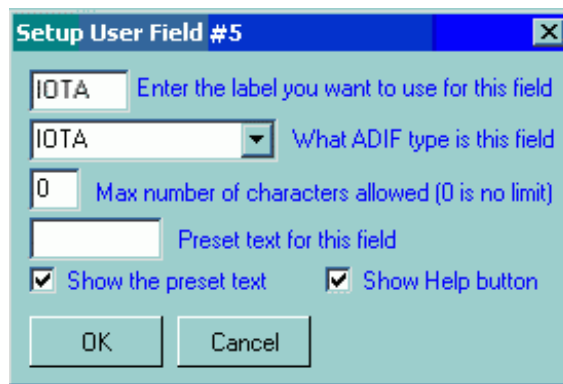 Setup User Field #5
IOTA Enter the label you want to use for this field
IOTA What ADIF type is this field
0 Max number of characters allowed (0 is no limit)
Preset text for this field
Show the preset text Show Help button
OK Cancel